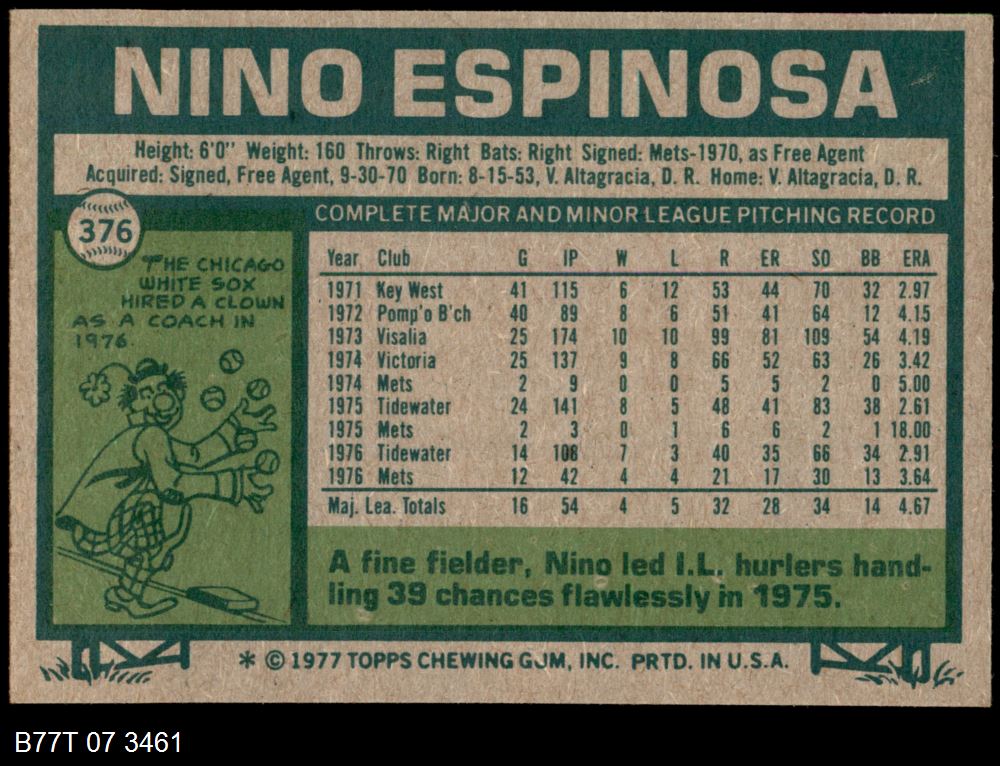 NINO ESPINOSA
Height: 6'0" Weight: 160 Throws: Right Bats: Right Signed: Mets-1970, as Free Agent
Acquired: Signed, Free Agent, 9-30-70 Born: 8-15-53, V. Altagracia, D. R. Home: V. Altagracia, D. R.
376
THE CHICAGO
WHITE SOX
HIRED A CLOWN
AS A COACH IN
1976.
COMPLETE MAJOR AND MINOR LEAGUE PITCHING RECORD
Year Club G IP W L R ER SO BB ERA
1971 Key West 41 115 6 12 53 44 70 32 2.97
1972 Pomp'o B'ch 40 89 8 6 51 41 64 12 4.15
1973 Visalia 25 174 10 10 99 81 109 54 4.19
1974 Victoria 25 137 9 8 66 52 63 26 3.42
1974 Mets 2 9 0 0 5 5 2 0 5.00
1975 Tidewater 24 141 8 5 48 41 83 38 2.61
1975 Mets 2 3 0 1 6 6 2 1 18.00
1976 Tidewater 14 108 7 3 40 35 66 34 2.91
1976 Mets 12 42 4 4 21 17 30 13 3.64
Maj. Lea. Totals 16 54 4 5 32 28 34 14 4.67
A fine fielder, Nino led I.L. hurlers hand-
ling 39 chances flawlessly in 1975.
* © 1977 TOPPS CHEWING GUM, INC. PRTD. IN U.S.A.
B77T 07 3461